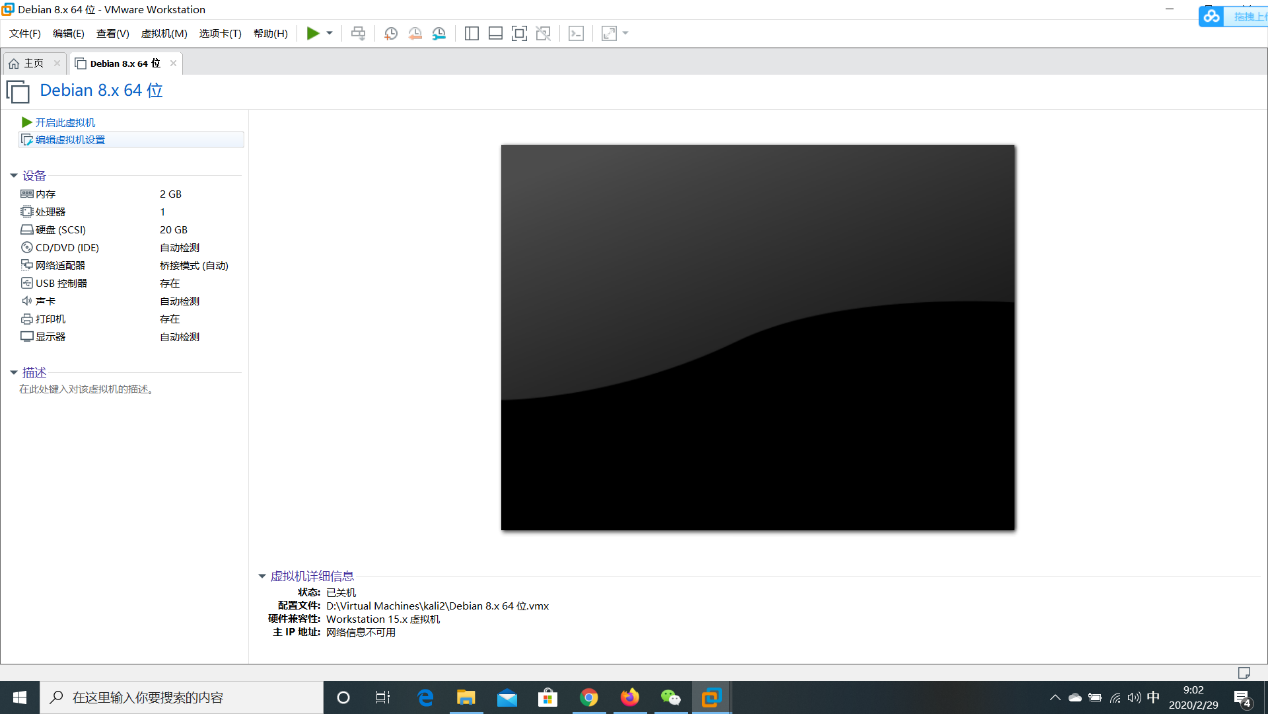 Debian 8.x 64 位 - VMware Workstation
拖拽上
文件(F) 编辑(E) 查看(V) 虚拟机(M) 选项卡(T) 帮助(H)
主页 Debian 8.x 64 位
Debian 8.x 64 位
开启此虚拟机
编辑虚拟机设置
设备
内存 2 GB
处理器 1
硬盘 (SCSI) 20 GB
CD/DVD (IDE) 自动检测
网络适配器 桥接模式 (自动)
USB 控制器 存在
声卡 自动检测
打印机 存在
显示器 自动检测
描述
在此处键入对该虚拟机的描述。
虚拟机详细信息
状态: 已关机
配置文件: D:\Virtual Machines\kali2\Debian 8.x 64 位.vmx
硬件兼容性: Workstation 15.x 虚拟机
主 IP 地址: 网络信息不可用
在这里输入你要搜索的内容
中
9:02
2020/2/29
4